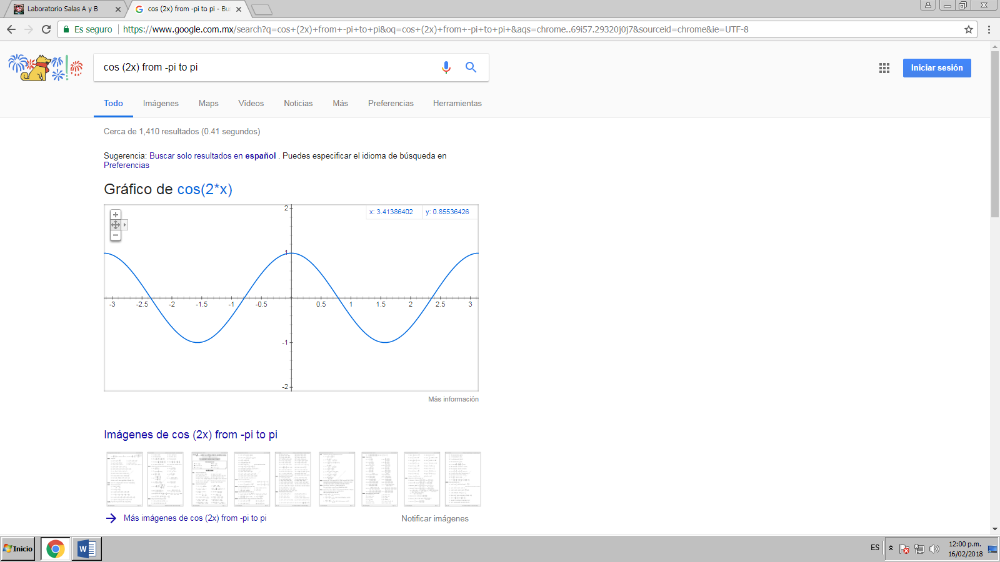 Laboratorio Salas A y B
cos (2x) from -pi to pi - Bu
Es seguro
https://www.google.com.mx/search?q=cos+(2x)+from+-pi+to+pi&oq=cos+(2x)+from+-pi+to+pi+&aqs=chrome..69i57.29320j0j7&sourceid=chrome&ie=UTF-8
cos (2x) from -pi to pi
Iniciar sesión
Todo Imágenes Maps Vídeos Noticias Más Preferencias Herramientas
Cerca de 1,410 resultados (0.41 segundos)
Sugerencia: Buscar solo resultados en español . Puedes especificar el idioma de búsqueda en
Preferencias
Gráfico de cos(2*x)
2
x: 3.41386402 y: 0.85536426
1
-3 -2.5 -2 -1.5 -1 -0.5 0.5 1 1.5 2 2.5 3
-1
-2
Más información
Imágenes de cos (2x) from -pi to pi
Más imágenes de cos (2x) from -pi to pi
Notificar imágenes
Inicio
ES
12:00 p.m.
16/02/2018